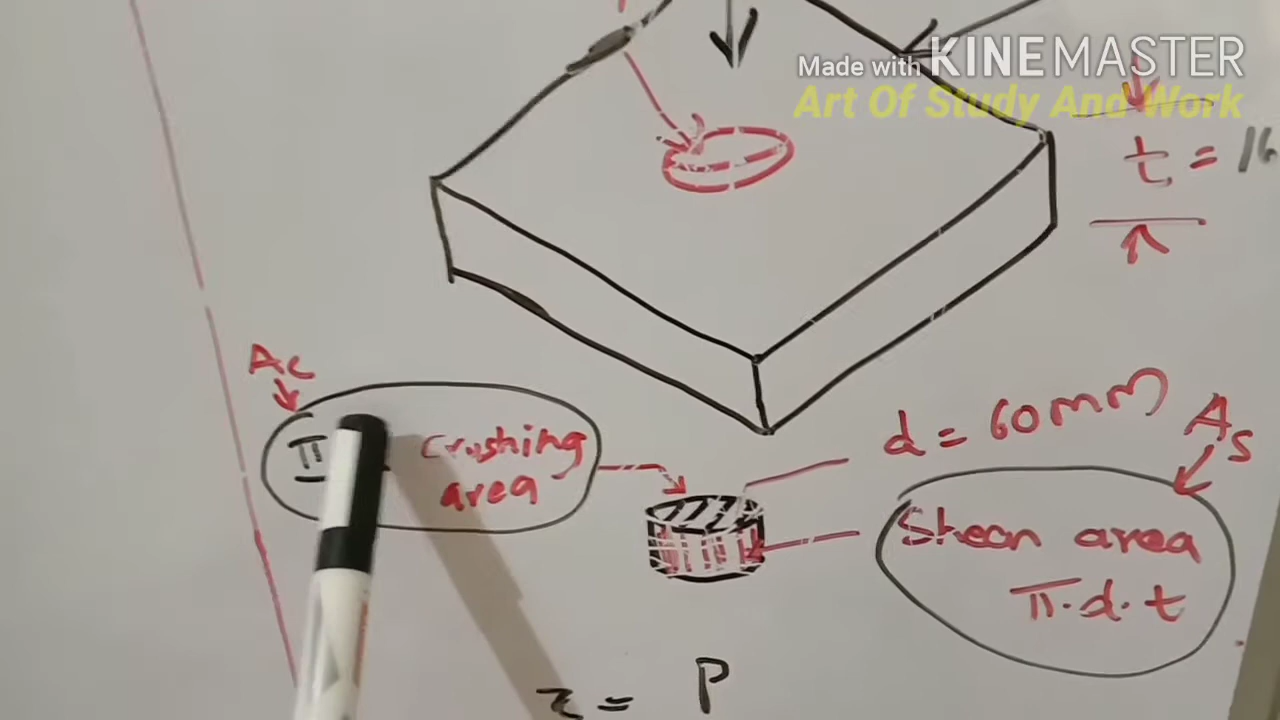 Made with KINEMASTER
Art Of Study And Work
t = 16
Ac
π Crushing
area
d = 60mm
As
Shear area
π.d.t
τ = P